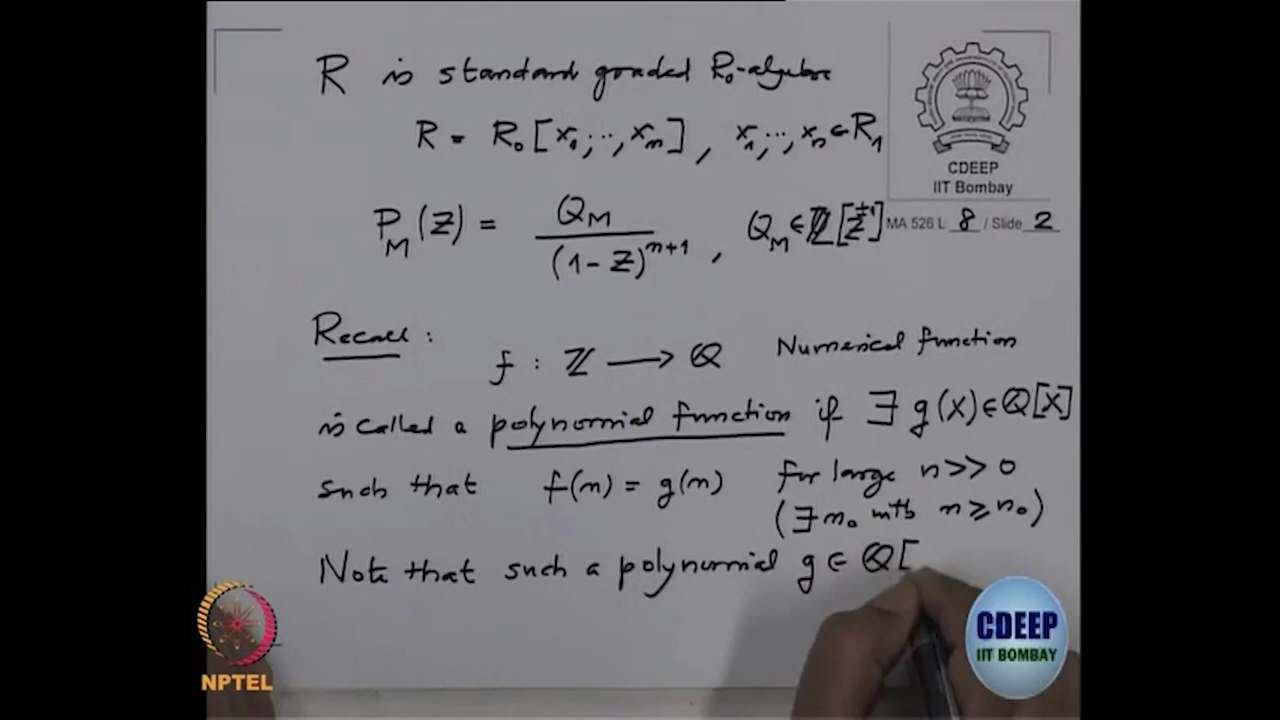 R is standard graded R₀-algebra
R = R₀[x₁,..,xₙ], x₁,..,xₙ∈R₁
CDEEP
IIT Bombay
P_M(Z) = Q_M / (1-Z)^{n+1}, Q_M∈ℤ[Z^{±1}]
MA 526 L 8 / Slide 2
Recall:
f : ℤ ⟶ ℚ Numerical function
is called a polynomial function if ∃ g(X)∈ℚ[X]
such that f(n) = g(n) for large n>>0
(∃ n₀ with n≥n₀)
Note that such a polynomial g∈ℚ[
NPTEL
CDEEP
IIT BOMBAY